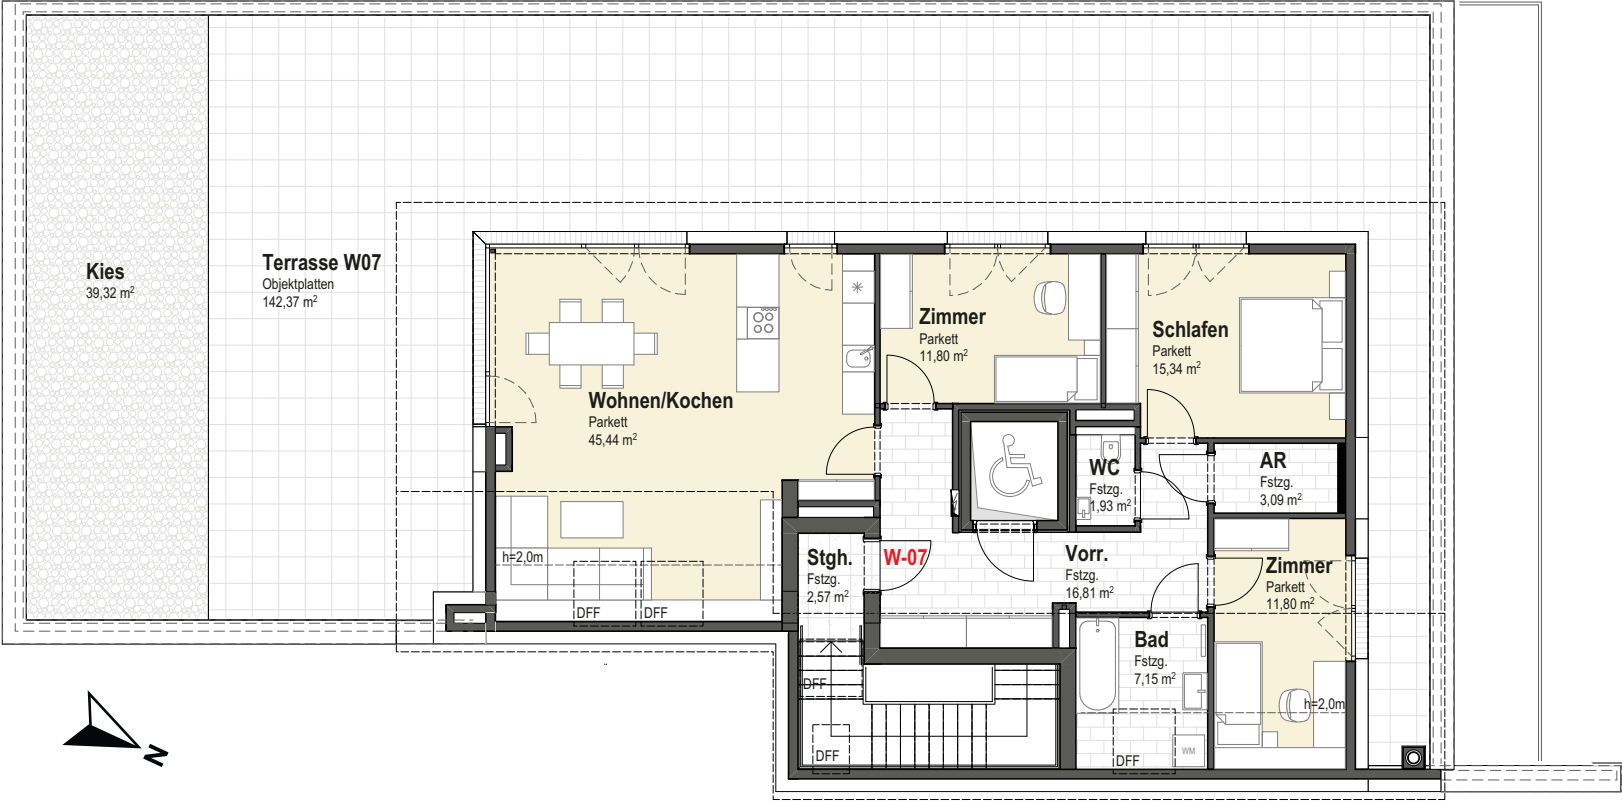 Kies
39,32 m²
Terrasse W07
Objektplatten
142,37 m²
Wohnen/Kochen
Parkett
45,44 m²
Zimmer
Parkett
11,80 m²
Schlafen
Parkett
15,34 m²
WC
Fstzg.
1,93 m²
AR
Fstzg.
3,09 m²
h=2,0m
DFF
DFF
Stgh.
Fstzg.
2,57 m²
W-07
Vorr.
Fstzg.
16,81 m²
Zimmer
Parkett
11,80 m²
h=2,0m
Bad
Fstzg.
7,15 m²
WM
DFF
DFF
DFF
N